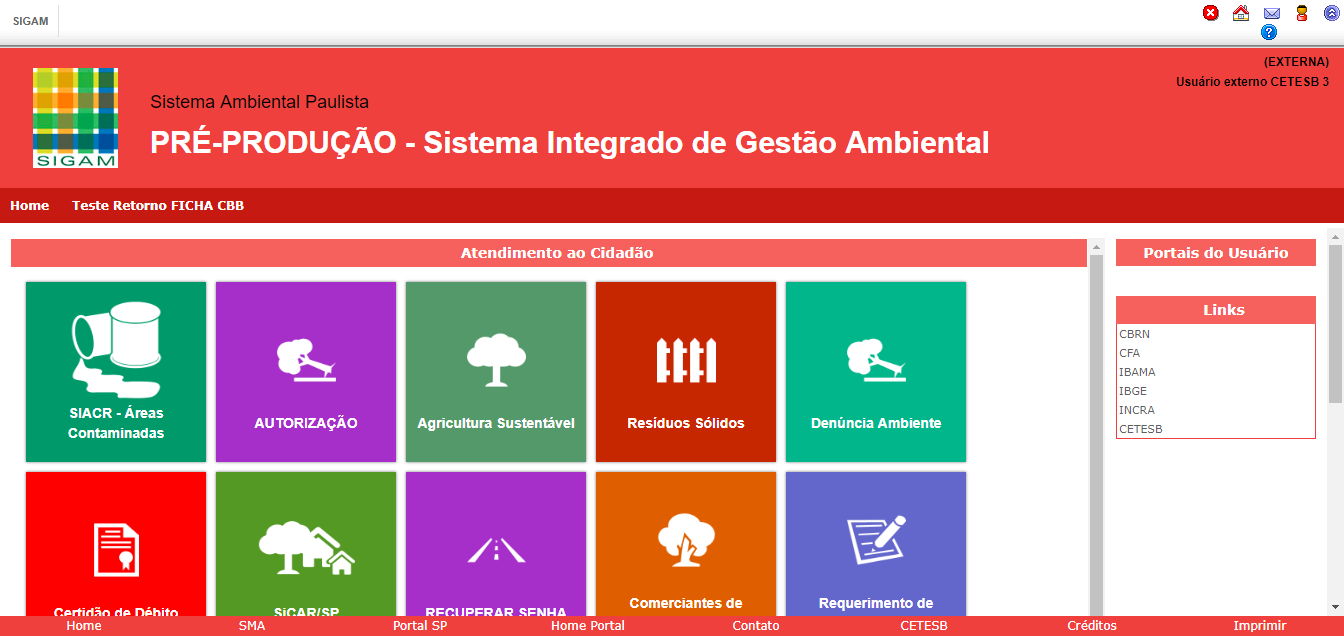 SIGAM
(EXTERNA)
Usuário externo CETESB 3
SIGAM
Sistema Ambiental Paulista
PRÉ-PRODUÇÃO - Sistema Integrado de Gestão Ambiental
Home Teste Retorno FICHA CBB
Atendimento ao Cidadão
SIACR - Áreas
Contaminadas
AUTORIZAÇÃO
Agricultura Sustentável
Resíduos Sólidos
Denúncia Ambiente
Certidão de Débito
SiCAR/SP
RECUPERAR SENHA
Comerciantes de
Requerimento de
Portais do Usuário
Links
CBRN
CFA
IBAMA
IBGE
INCRA
CETESB
Home SMA Portal SP Home Portal Contato CETESB Créditos Imprimir